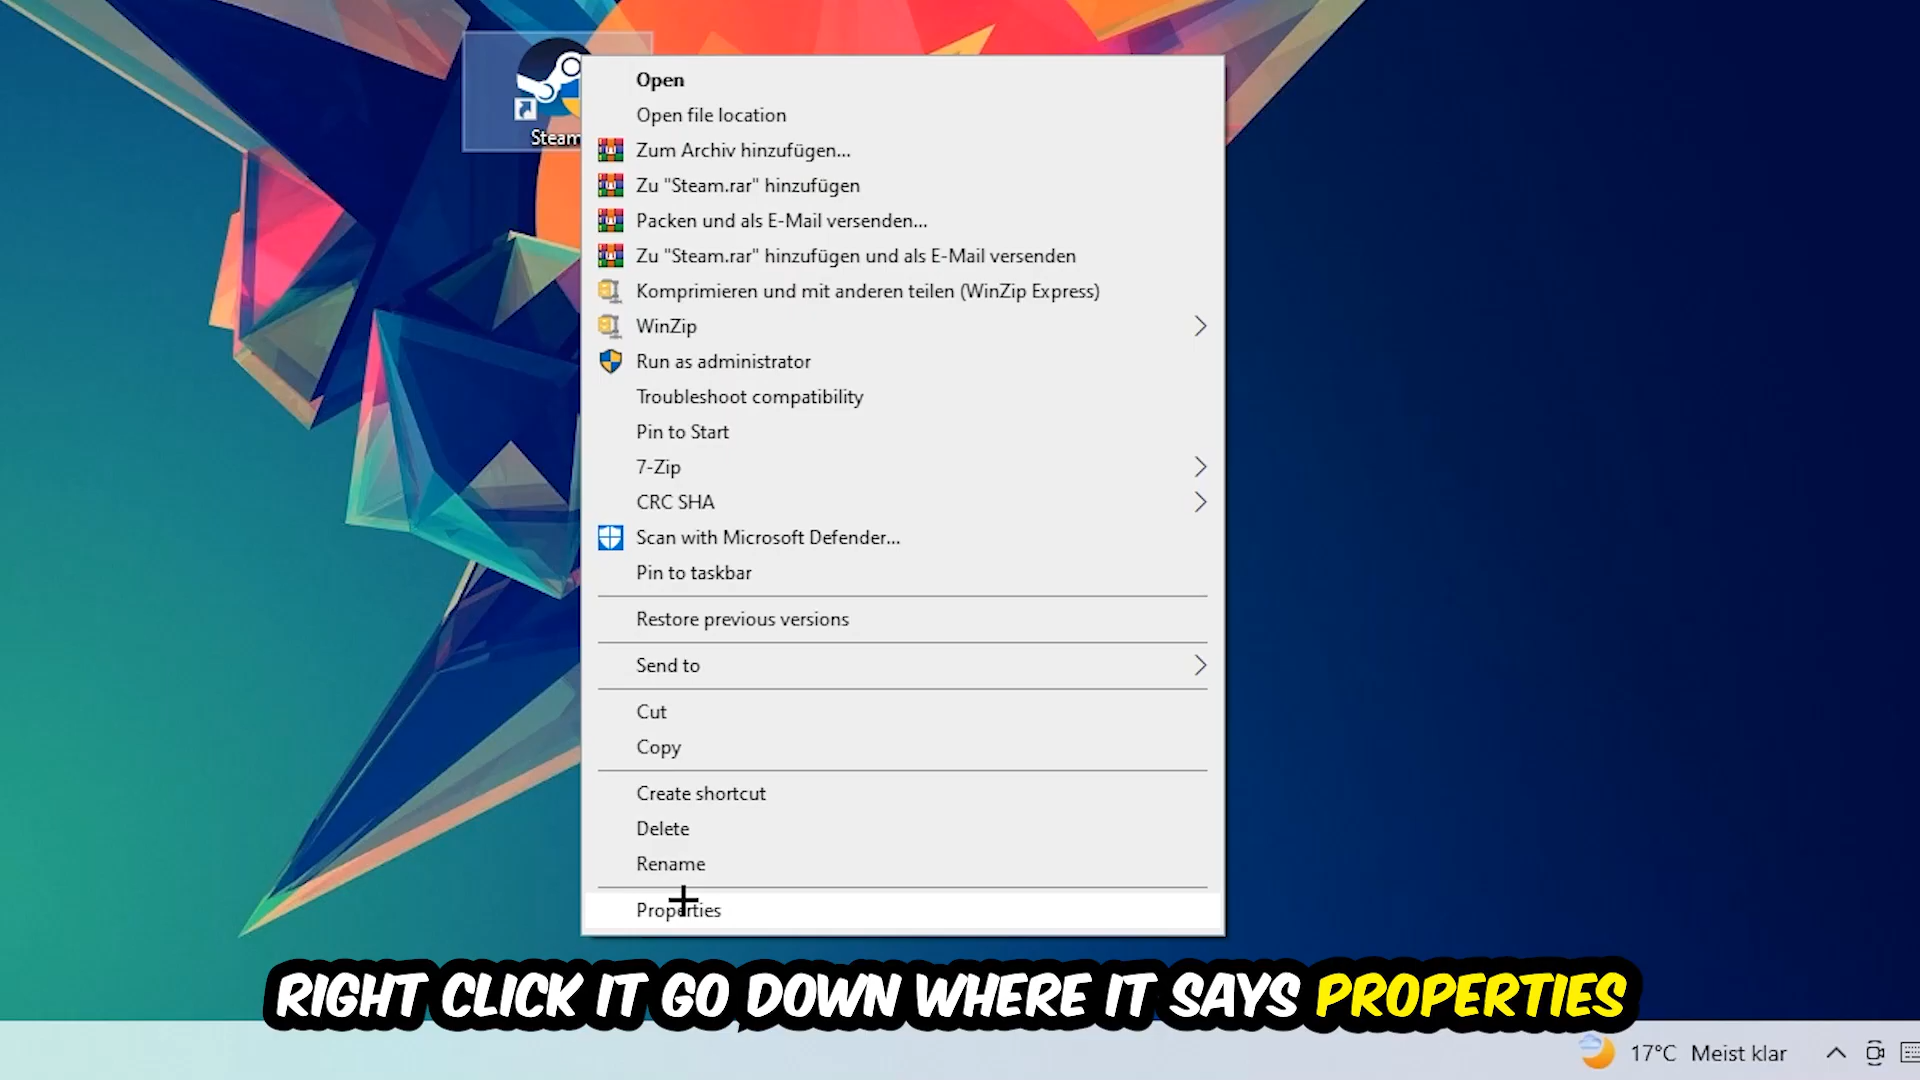 Steam
Open
Open file location
Zum Archiv hinzufügen...
Zu "Steam.rar" hinzufügen
Packen und als E-Mail versenden...
Zu "Steam.rar" hinzufügen und als E-Mail versenden
Komprimieren und mit anderen teilen (WinZip Express)
WinZip
Run as administrator
Troubleshoot compatibility
Pin to Start
7-Zip
CRC SHA
Scan with Microsoft Defender...
Pin to taskbar
Restore previous versions
Send to
Cut
Copy
Create shortcut
Delete
Rename
Properties
RIGHT CLICK IT GO DOWN WHERE IT SAYS PROPERTIES
17°C Meist klar